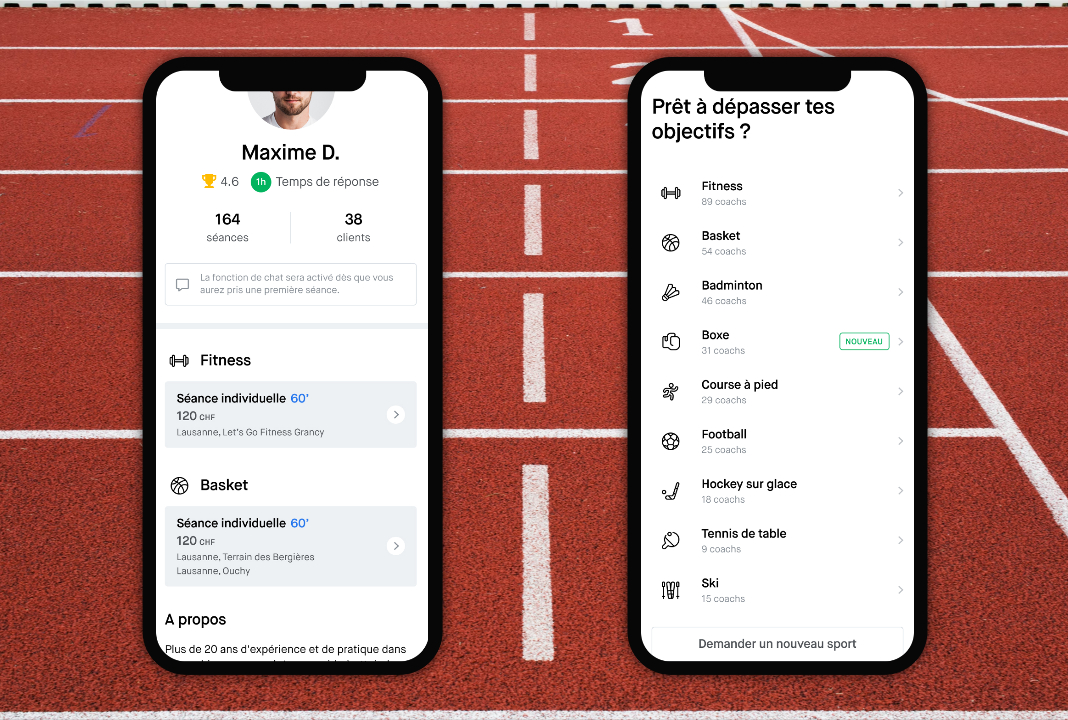 Maxime D.
4.6 1h Temps de réponse
164
séances
38
clients
La fonction de chat sera activé dès que vous
aurez pris une première séance.
Fitness
Séance individuelle 60'
120 CHF
Lausanne, Let's Go Fitness Grancy
Basket
Séance individuelle 60'
120 CHF
Lausanne, Terrain des Bergières
Lausanne, Ouchy
A propos
Plus de 20 ans d'expérience et de pratique dans
1
2
Prêt à dépasser tes
objectifs ?
Fitness
89 coachs
Basket
54 coachs
Badminton
46 coachs
Boxe
31 coachs
NOUVEAU
Course à pied
29 coachs
Football
25 coachs
Hockey sur glace
18 coachs
Tennis de table
9 coachs
Ski
15 coachs
Demander un nouveau sport